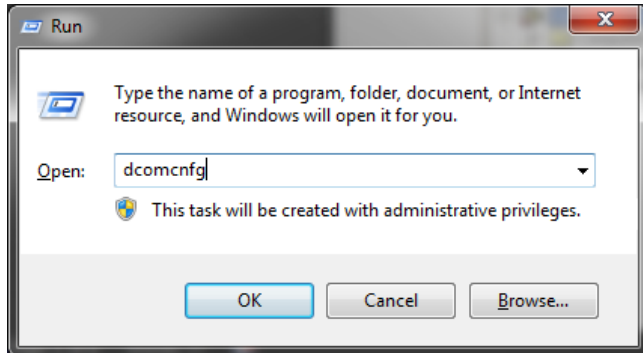 Run
Type the name of a program, folder, document, or Internet
resource, and Windows will open it for you.
Open: dcomcnfg
This task will be created with administrative privileges.
OK Cancel Browse...